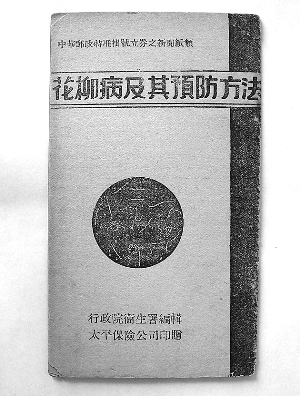 中華郵政特准掛號立券之新聞紙類
花柳病及其預防方法
行政院衞生署編輯
太平保險公司印贈